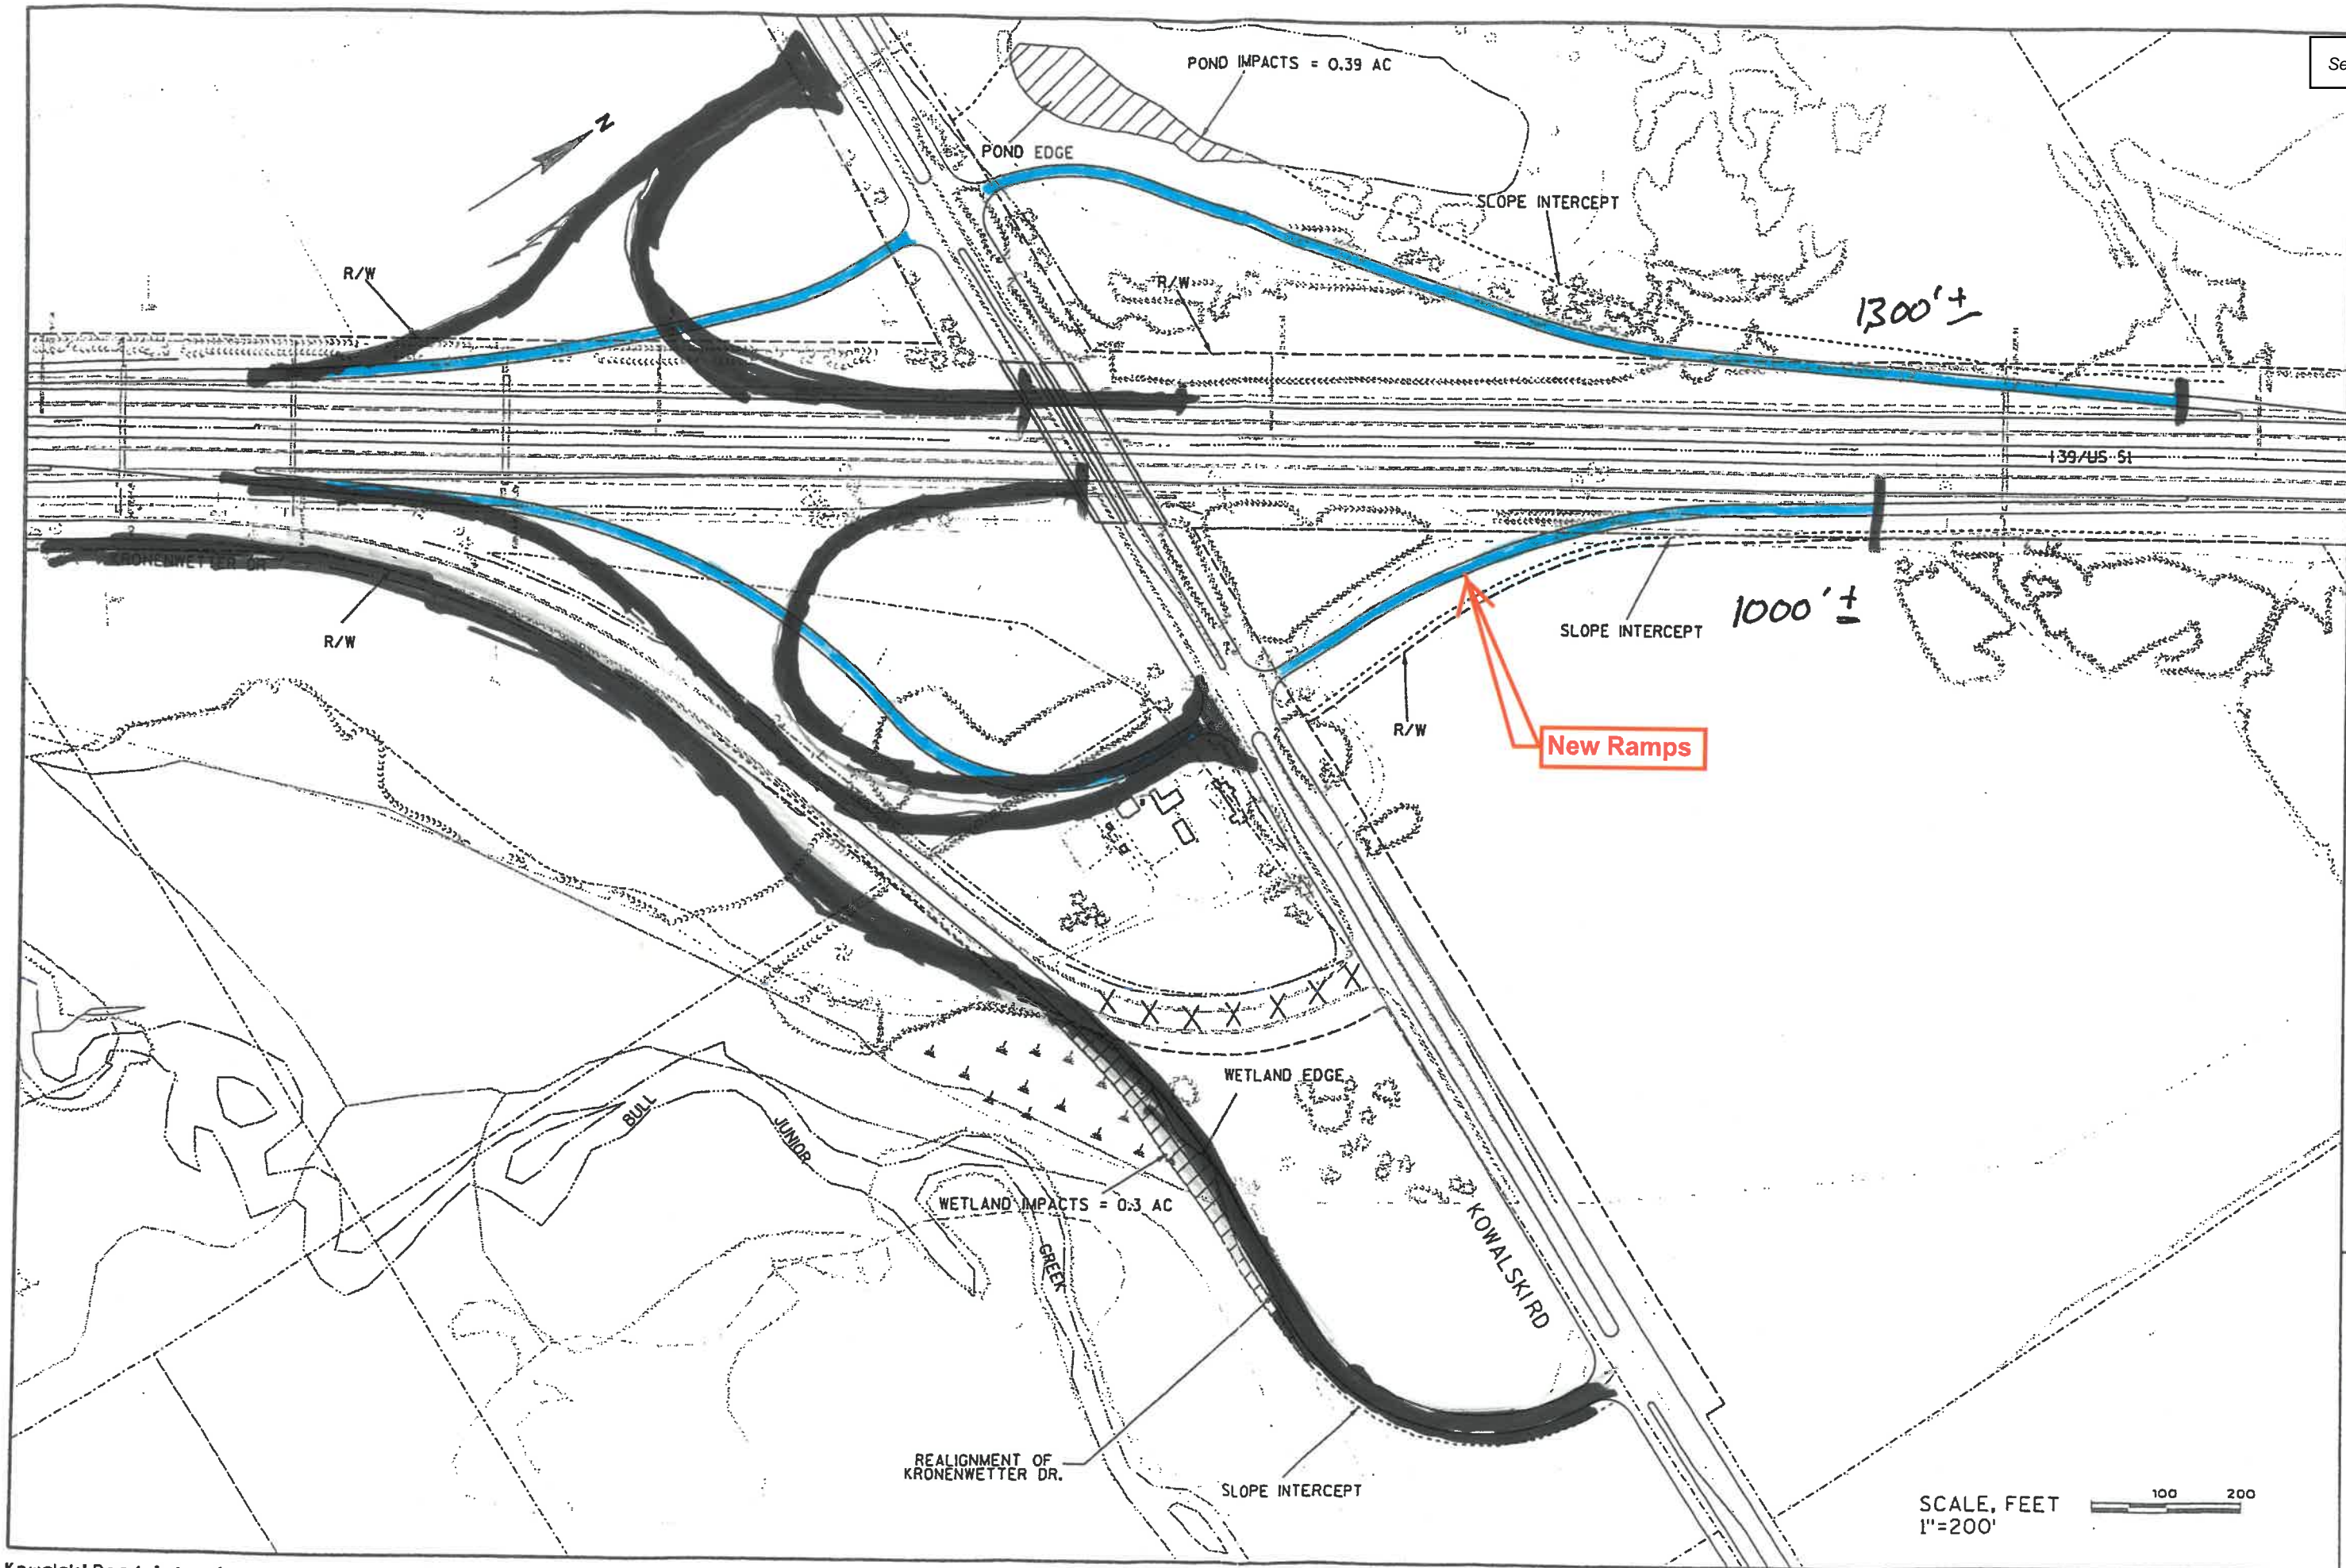 Se
POND IMPACTS = 0.39 AC
N
POND EDGE
SLOPE INTERCEPT
R/W
R/W
1300'±
I39/US 51
KRONENWETTER DR
R/W
1000'±
SLOPE INTERCEPT
R/W
New Ramps
X X X X X X X
WETLAND EDGE
BULL
JUNIOR
WETLAND IMPACTS = 0.3 AC
CREEK
KOWALSKI RD
REALIGNMENT OF
KRONENWETTER DR.
SLOPE INTERCEPT
SCALE, FEET
100 200
1"=200'